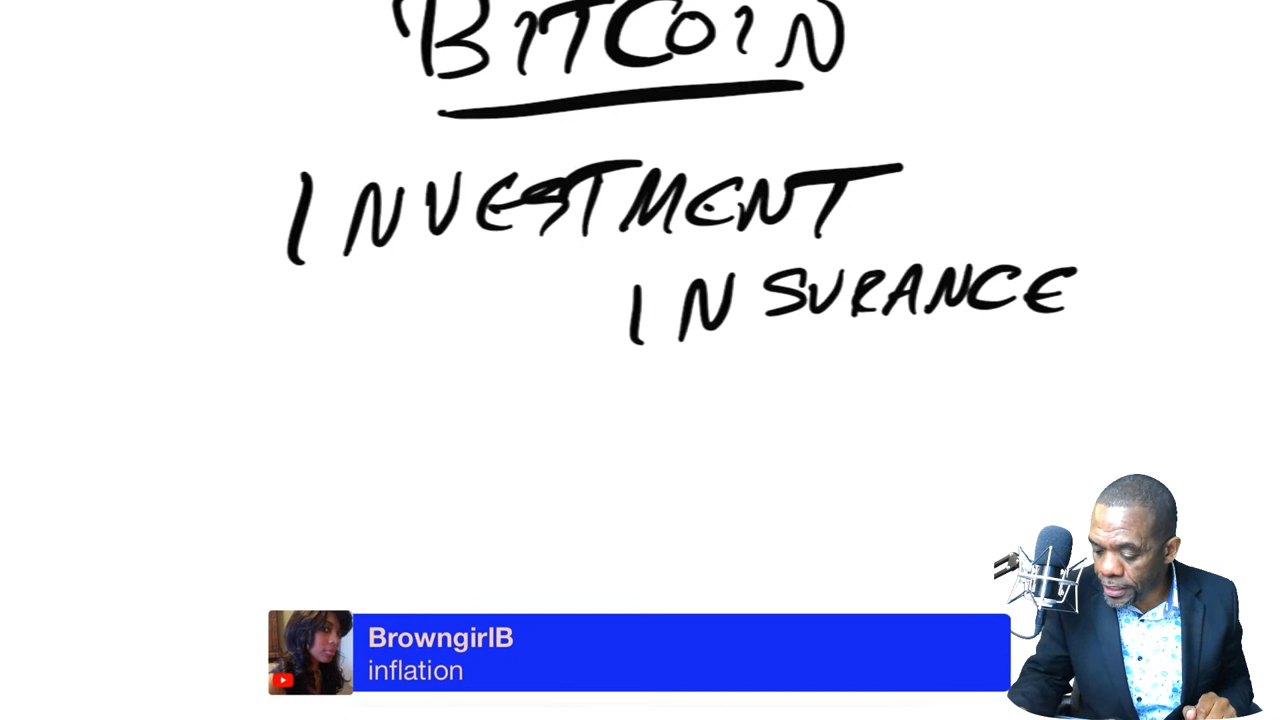 BITCOIN
INVESTMENT
INSURANCE
BrowngirlB
inflation